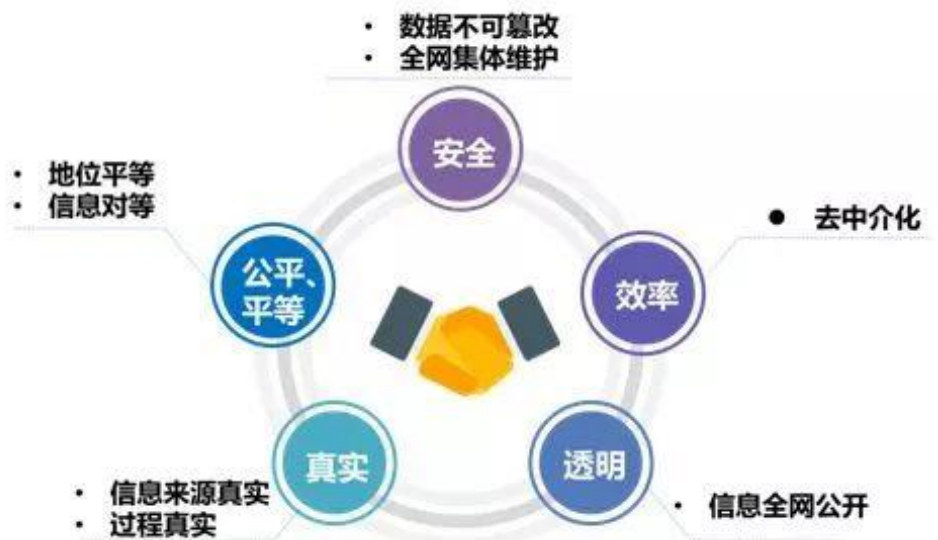 • 数据不可篡改
• 全网集体维护
安全
• 地位平等
• 信息对等
公平、
平等
● 去中介化
效率
真实
• 信息来源真实
• 过程真实
透明
• 信息全网公开